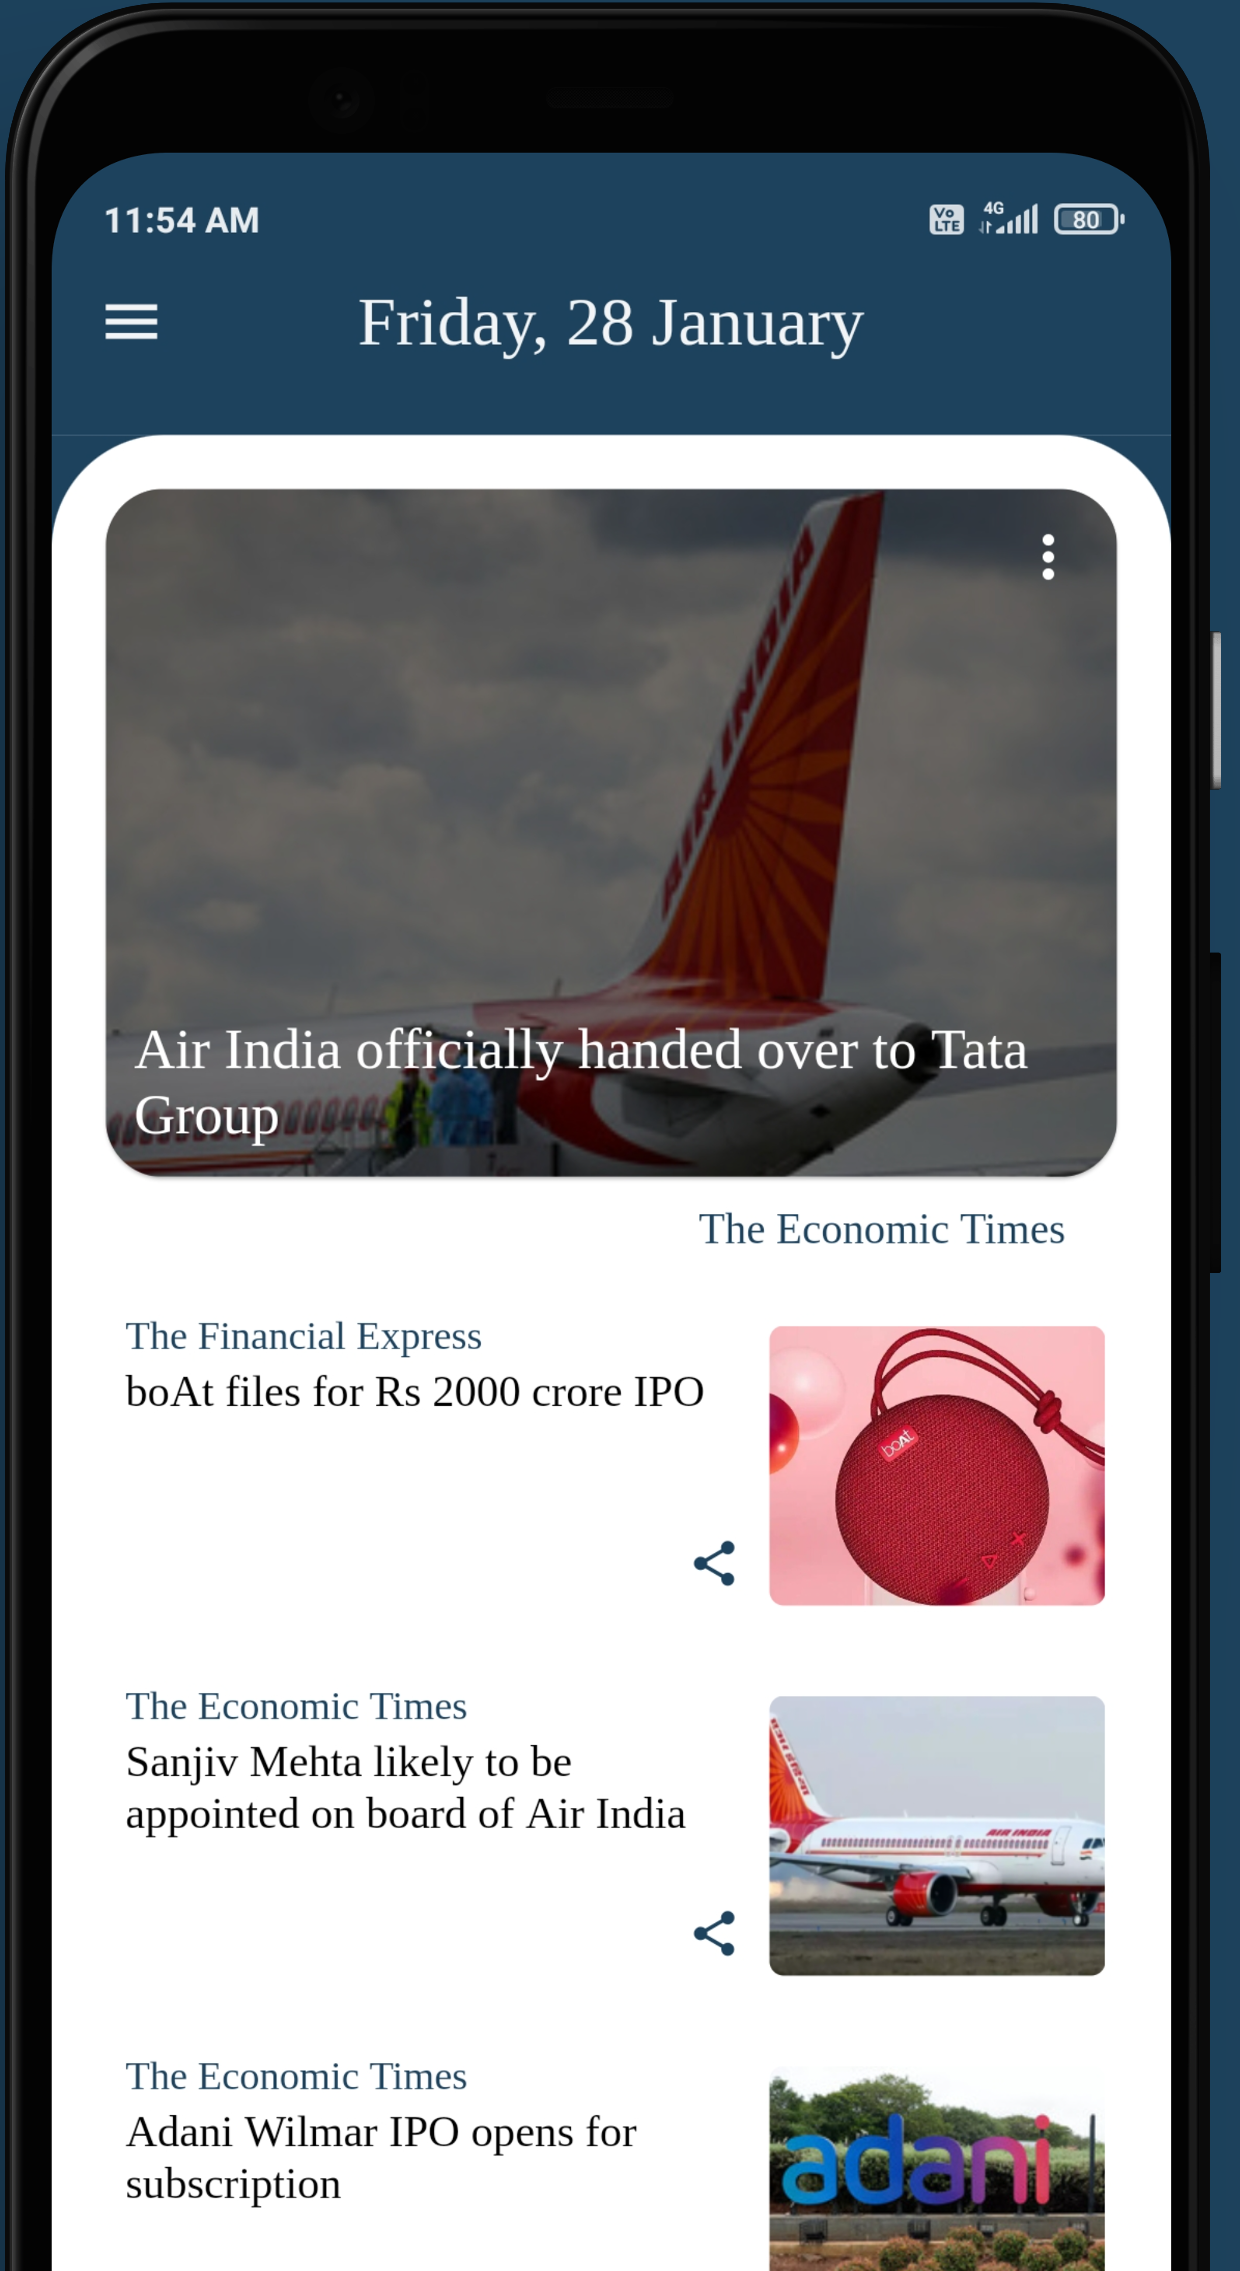 11:54 AM
Vo LTE 4G 80
Friday, 28 January
AIR INDIA
Air India officially handed over to Tata
Group
The Economic Times
The Financial Express
boAt files for Rs 2000 crore IPO
boAt
The Economic Times
Sanjiv Mehta likely to be
appointed on board of Air India
AIR INDIA
The Economic Times
Adani Wilmar IPO opens for
subscription
adani